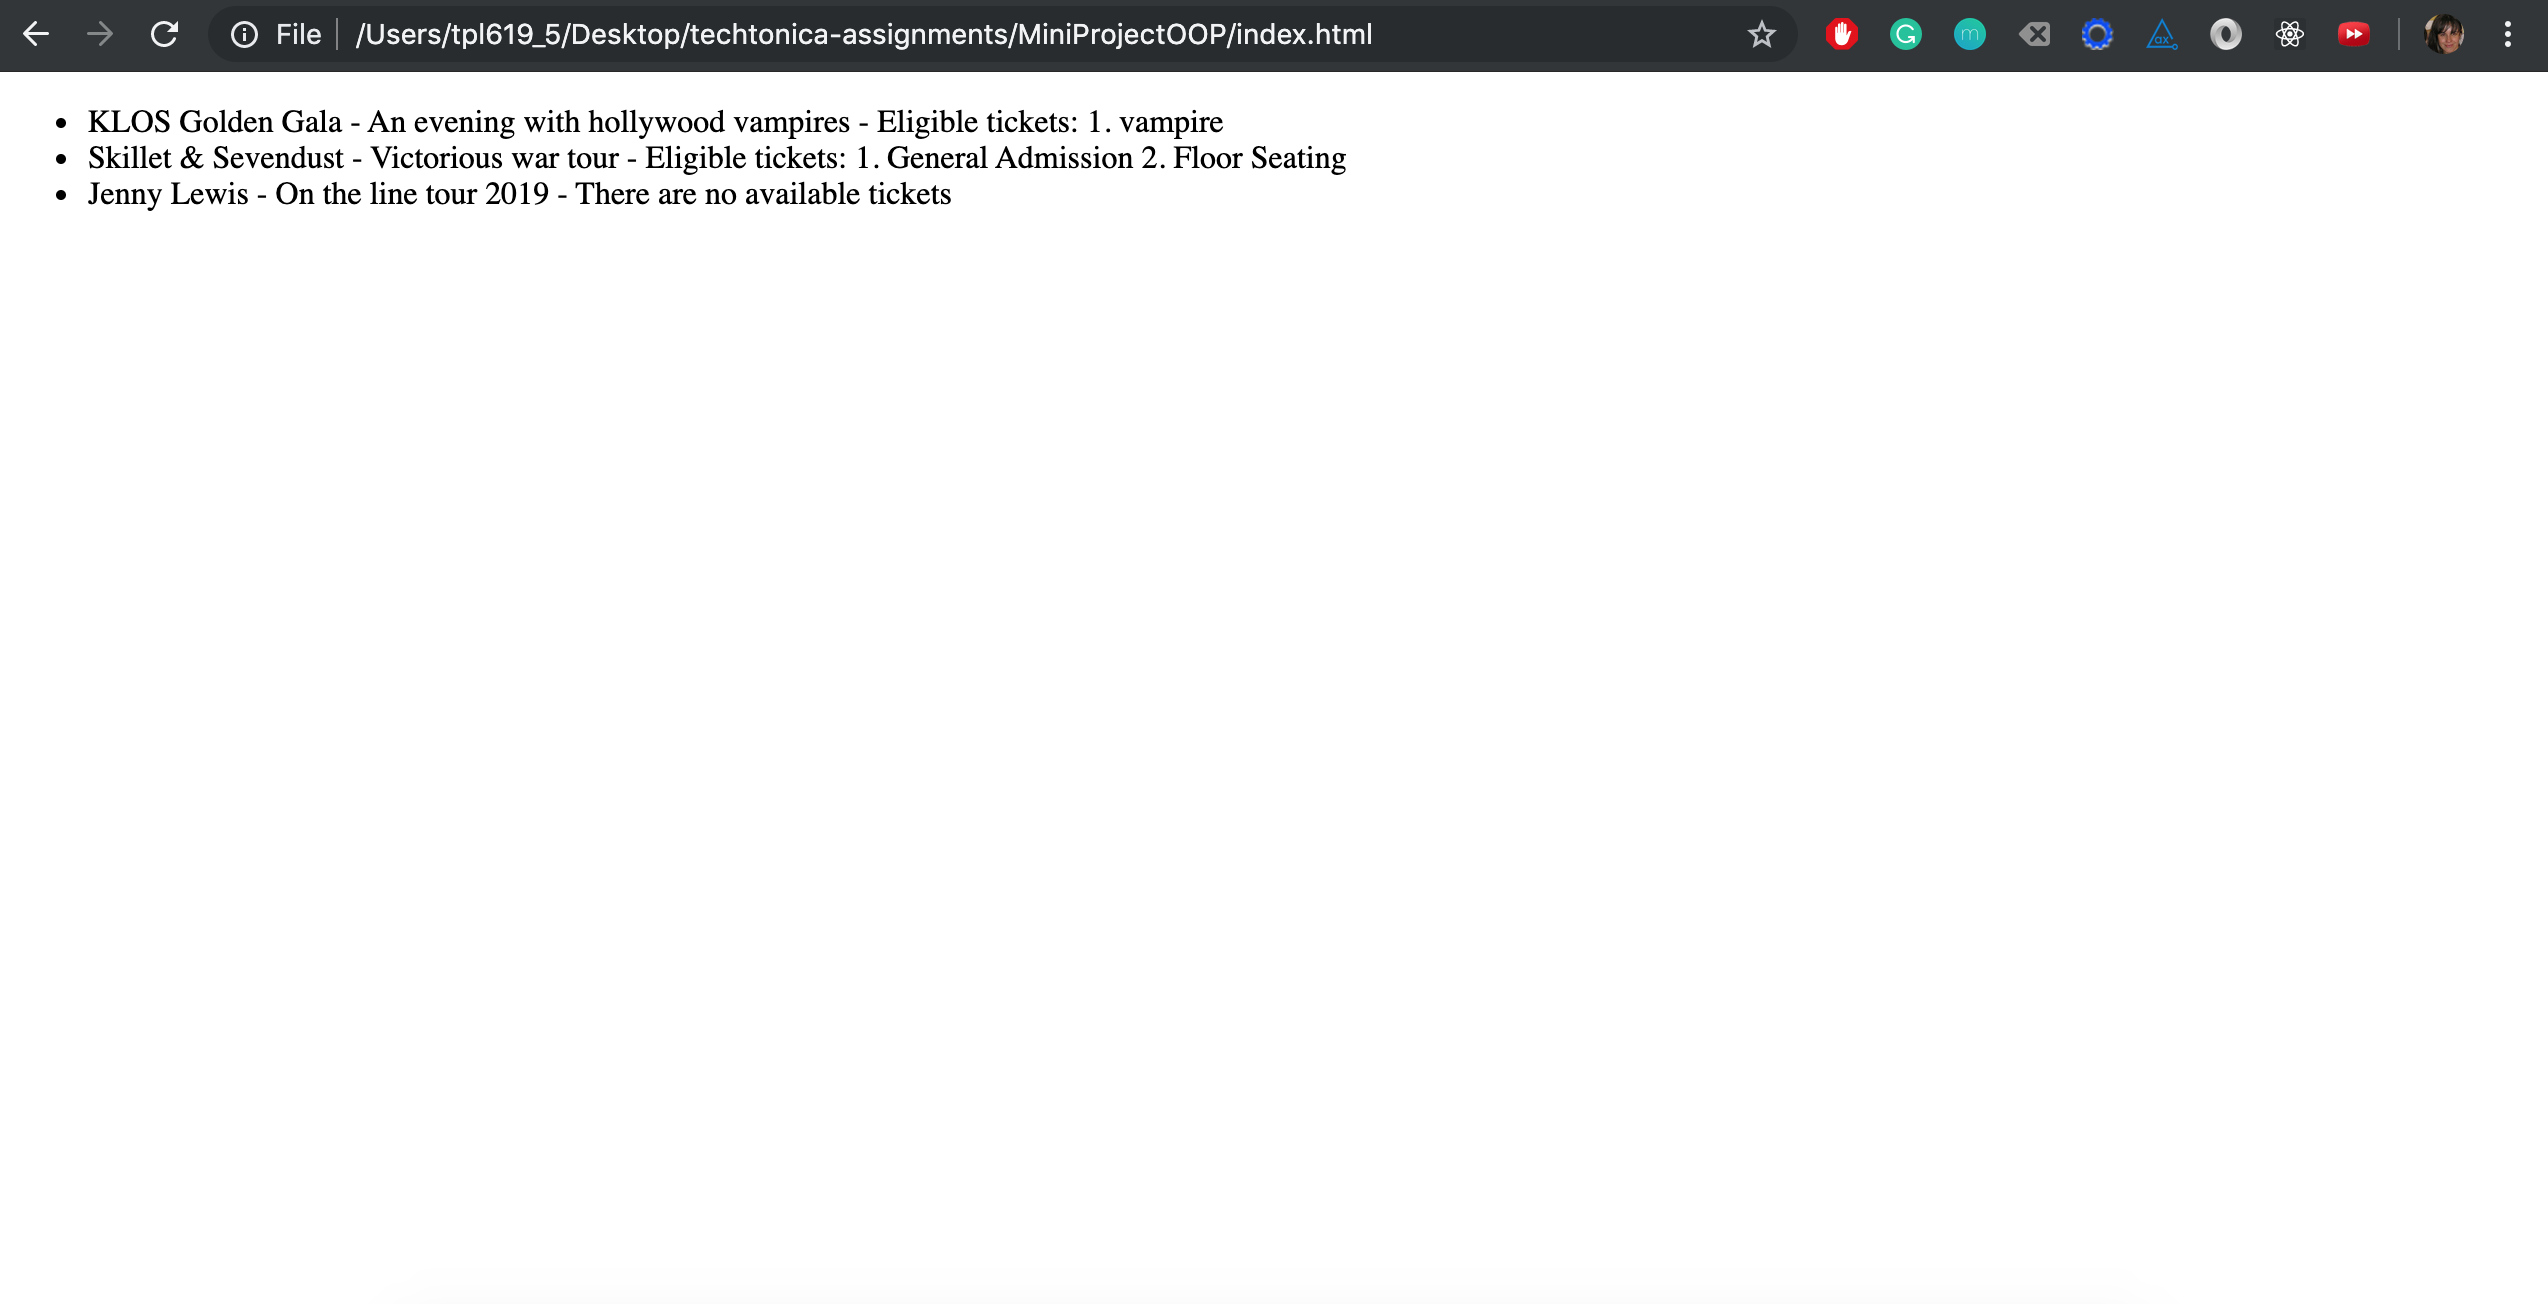 File /Users/tpl619_5/Desktop/techtonica-assignments/MiniProjectOOP/index.html
KLOS Golden Gala - An evening with hollywood vampires - Eligible tickets: 1. vampire
Skillet & Sevendust - Victorious war tour - Eligible tickets: 1. General Admission 2. Floor Seating
Jenny Lewis - On the line tour 2019 - There are no available tickets